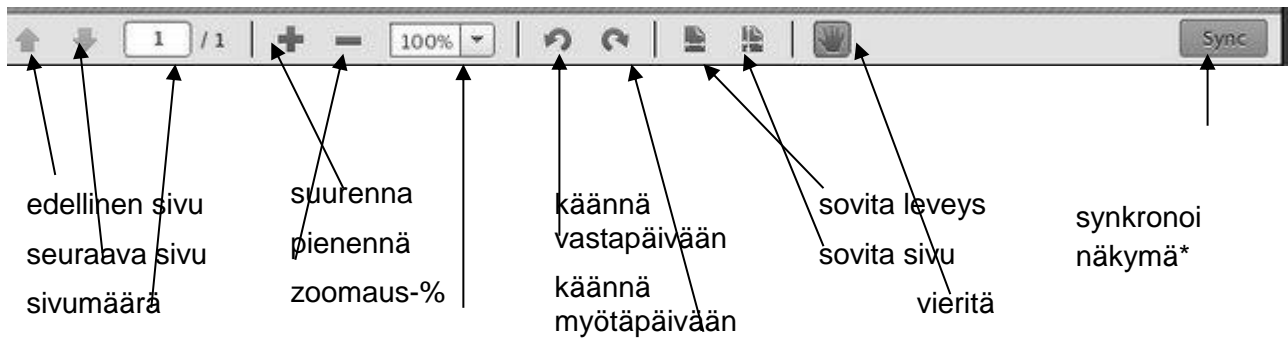 1 / 1 100% Sync
edellinen sivu
seuraava sivu
sivumäärä
suurenna
pienennä
zoomaus-%
käännä
vastapäivään
käännä
myötäpäivään
sovita leveys
sovita sivu
vieritä
synkronoi
näkymä*